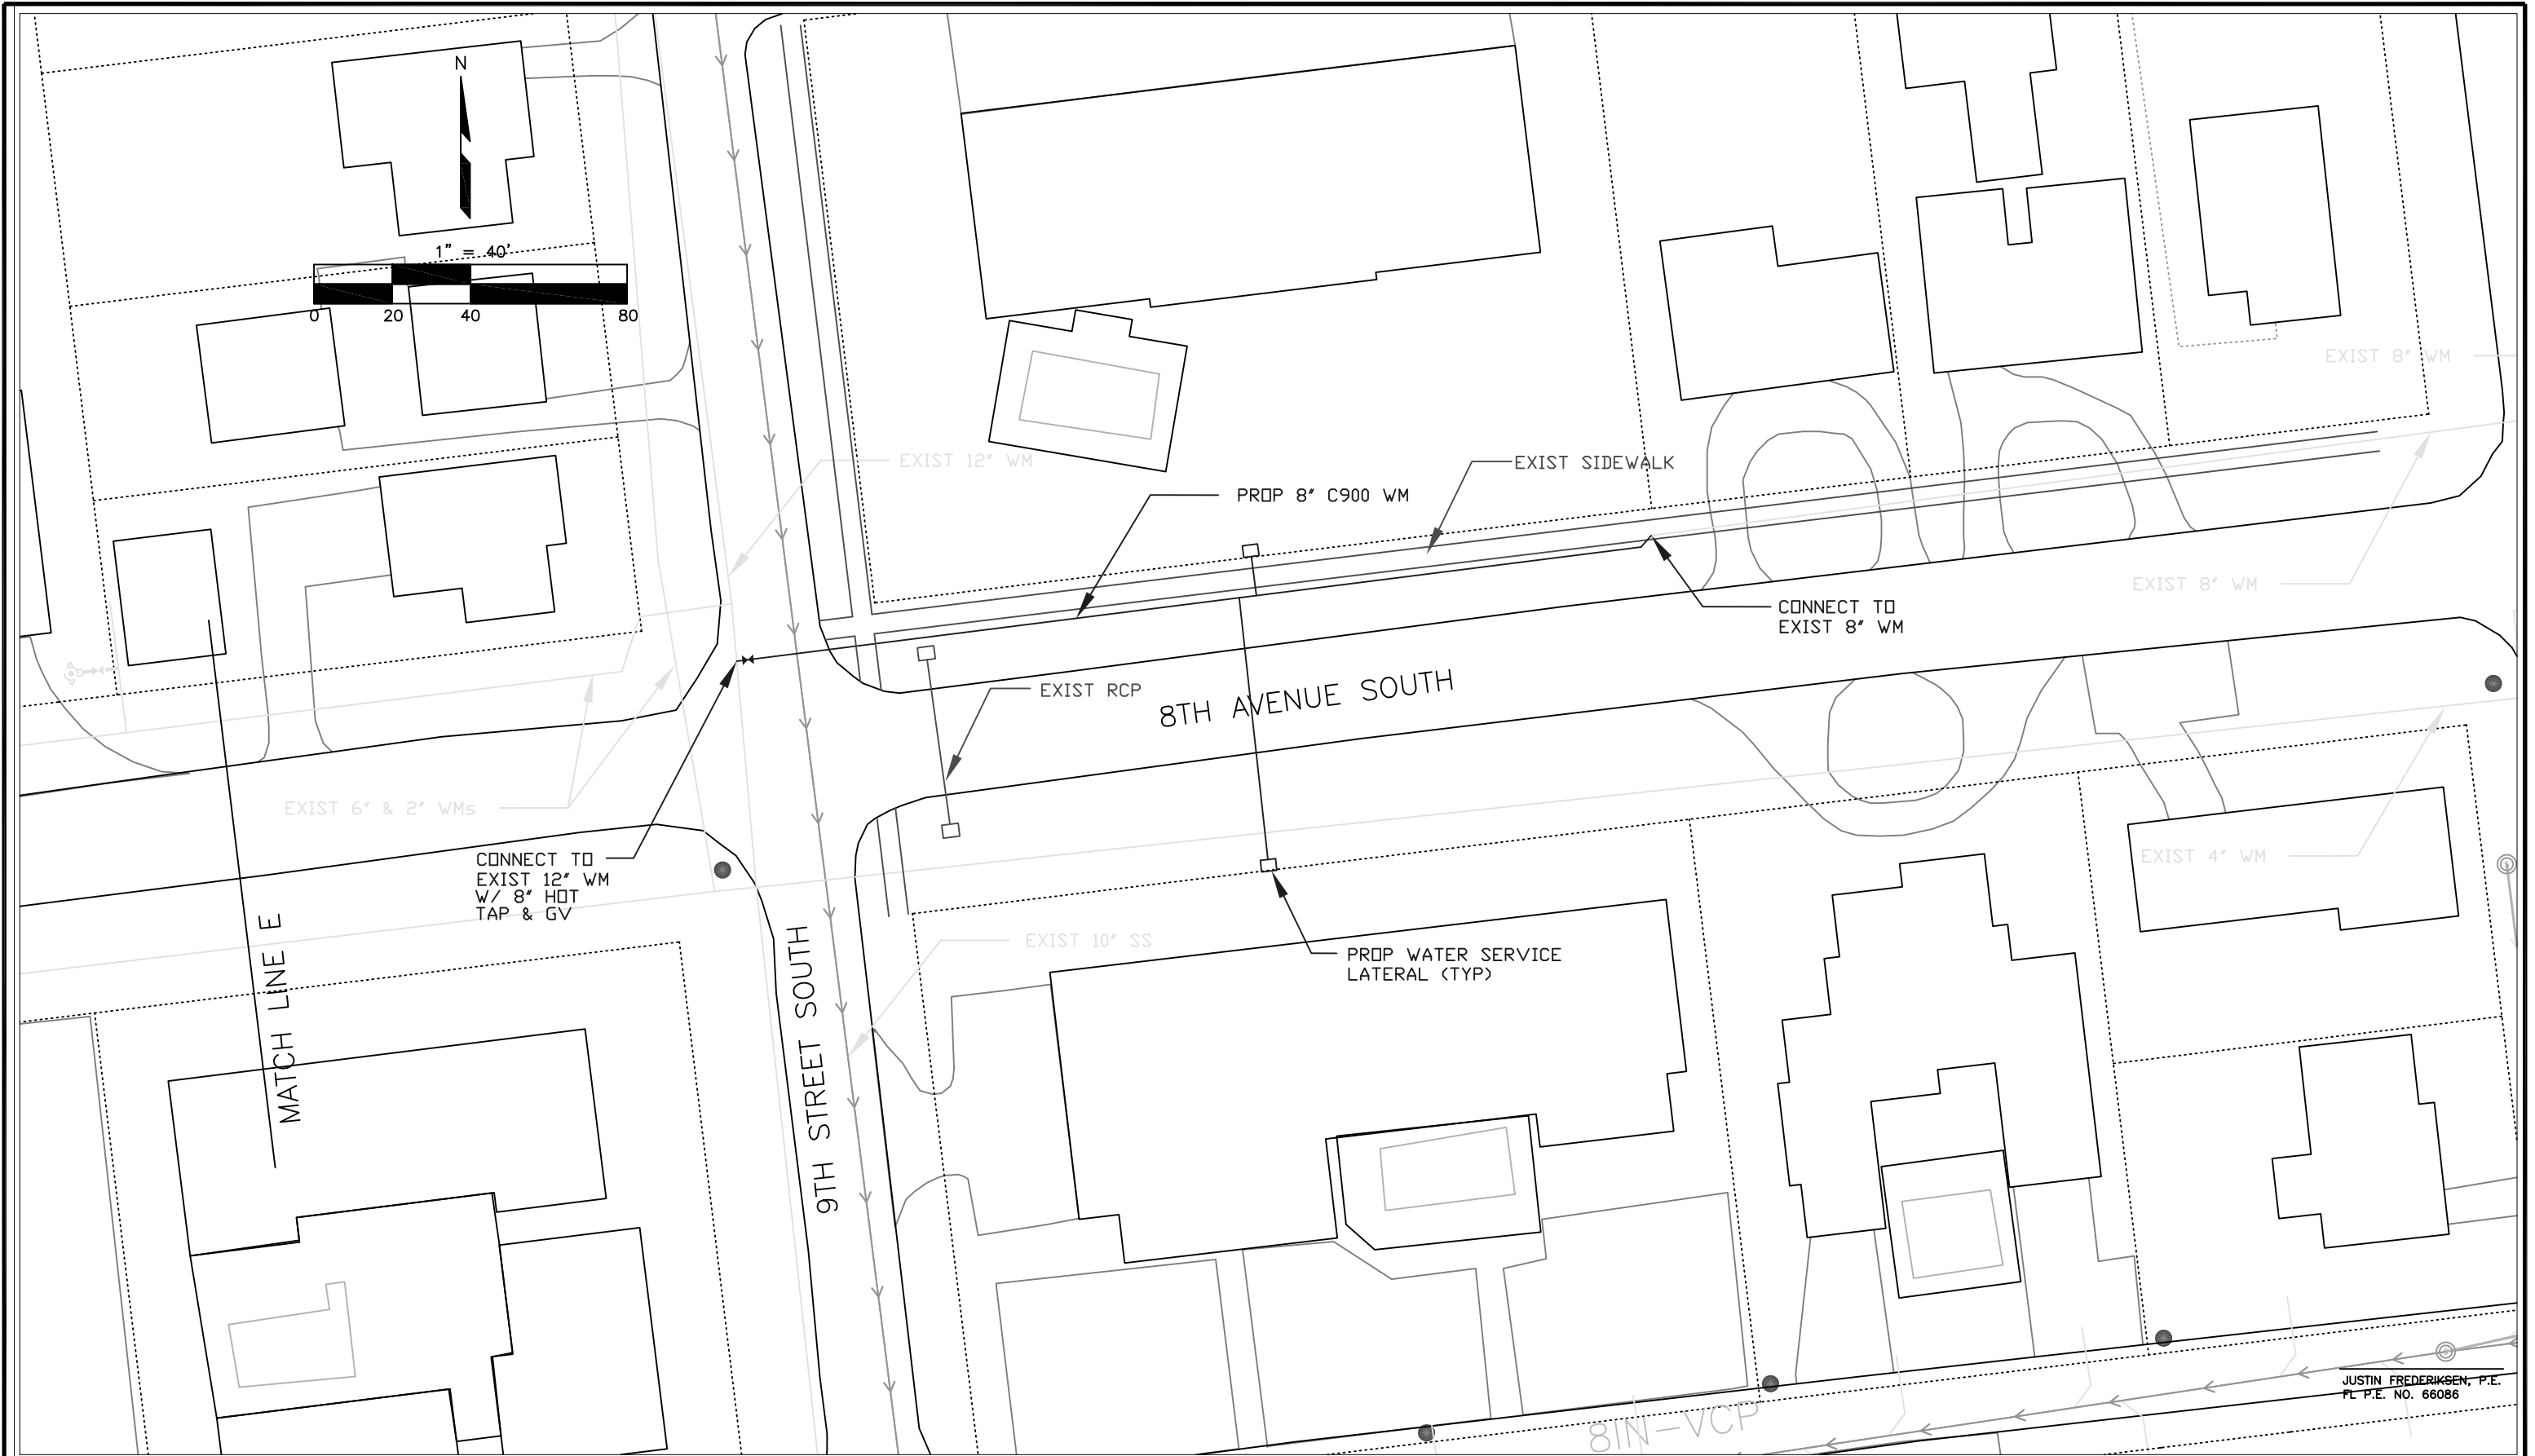 N
1" = 40'
0 20 40 80
EXIST 8" WM
EXIST 12" WM
EXIST SIDEWALK
PROP 8" C900 WM
EXIST 8" WM
CONNECT TO
EXIST 8" WM
EXIST RCP
8TH AVENUE SOUTH
EXIST 6" & 2" WMs
CONNECT TO
EXIST 12" WM
W/ 8" HOT
TAP & GV
EXIST 4" WM
MATCH LINE E
9TH STREET SOUTH
EXIST 10" SS
PROP WATER SERVICE
LATERAL (TYP)
8IN-VCP
JUSTIN FREDERIKSEN, P.E.
FL P.E. NO. 66086